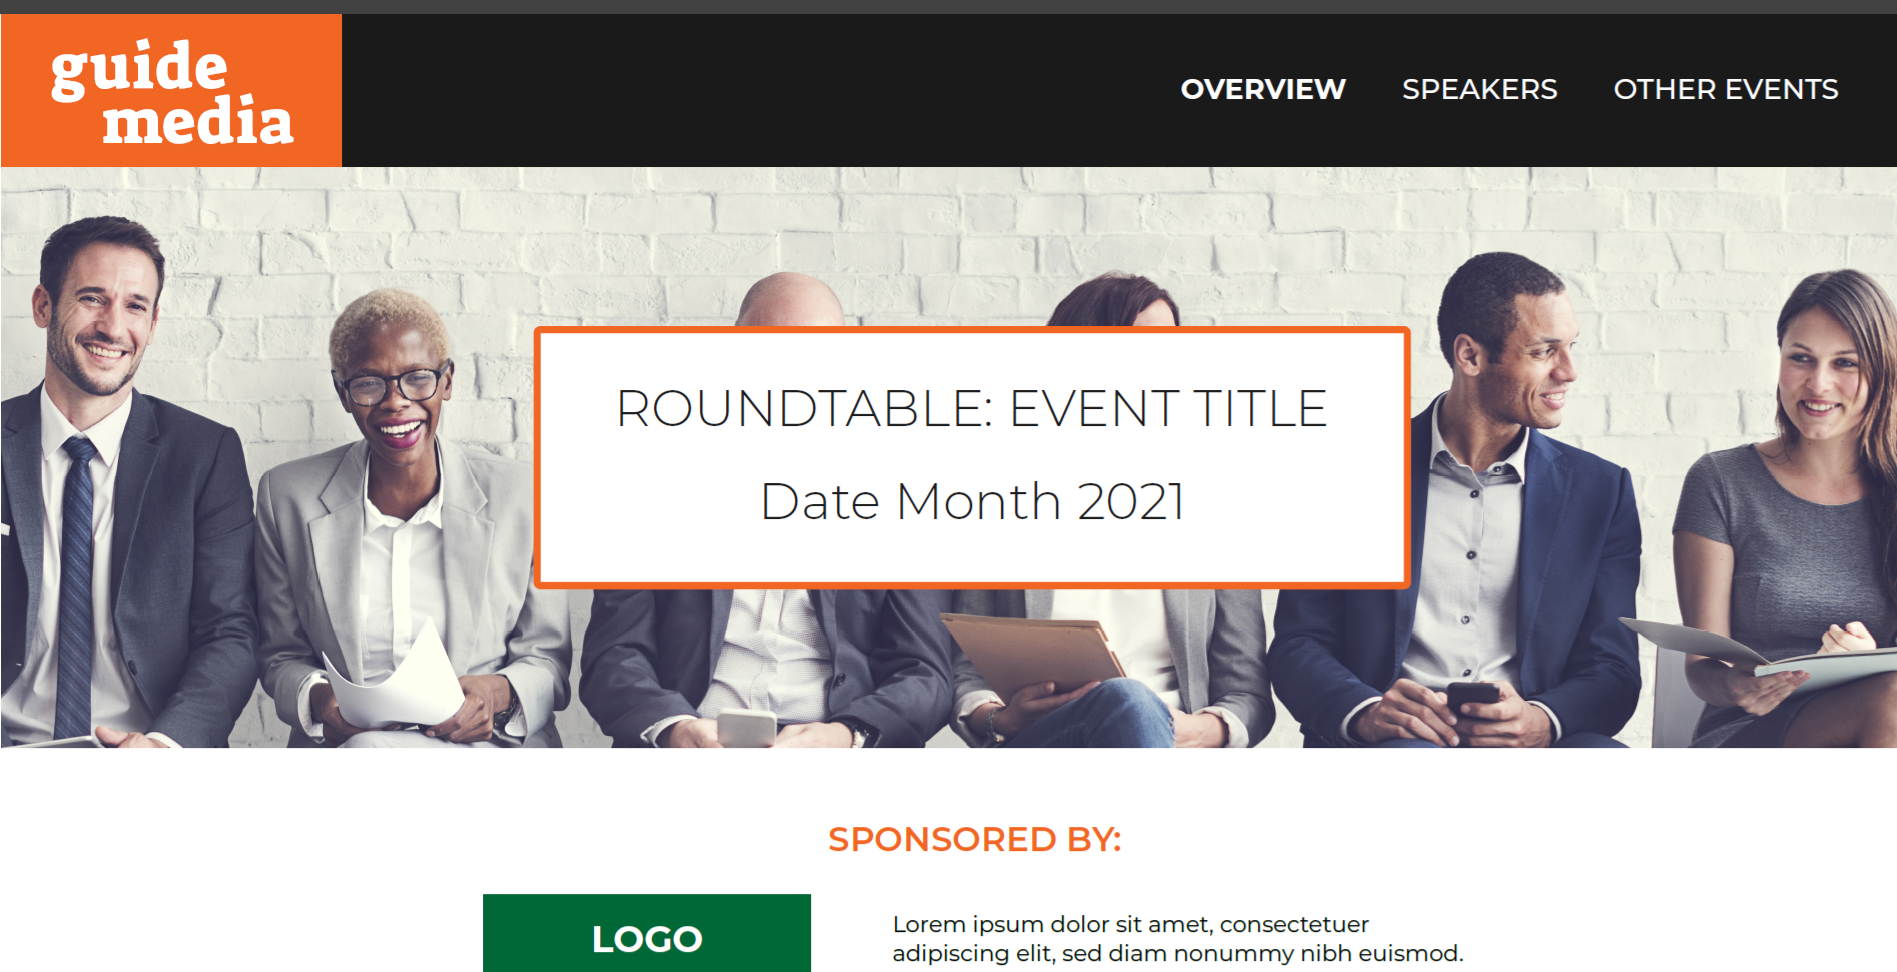 guide
media
OVERVIEW SPEAKERS OTHER EVENTS
ROUNDTABLE: EVENT TITLE
Date Month 2021
SPONSORED BY:
LOGO
Lorem ipsum dolor sit amet, consectetuer
adipiscing elit, sed diam nonummy nibh euismod.